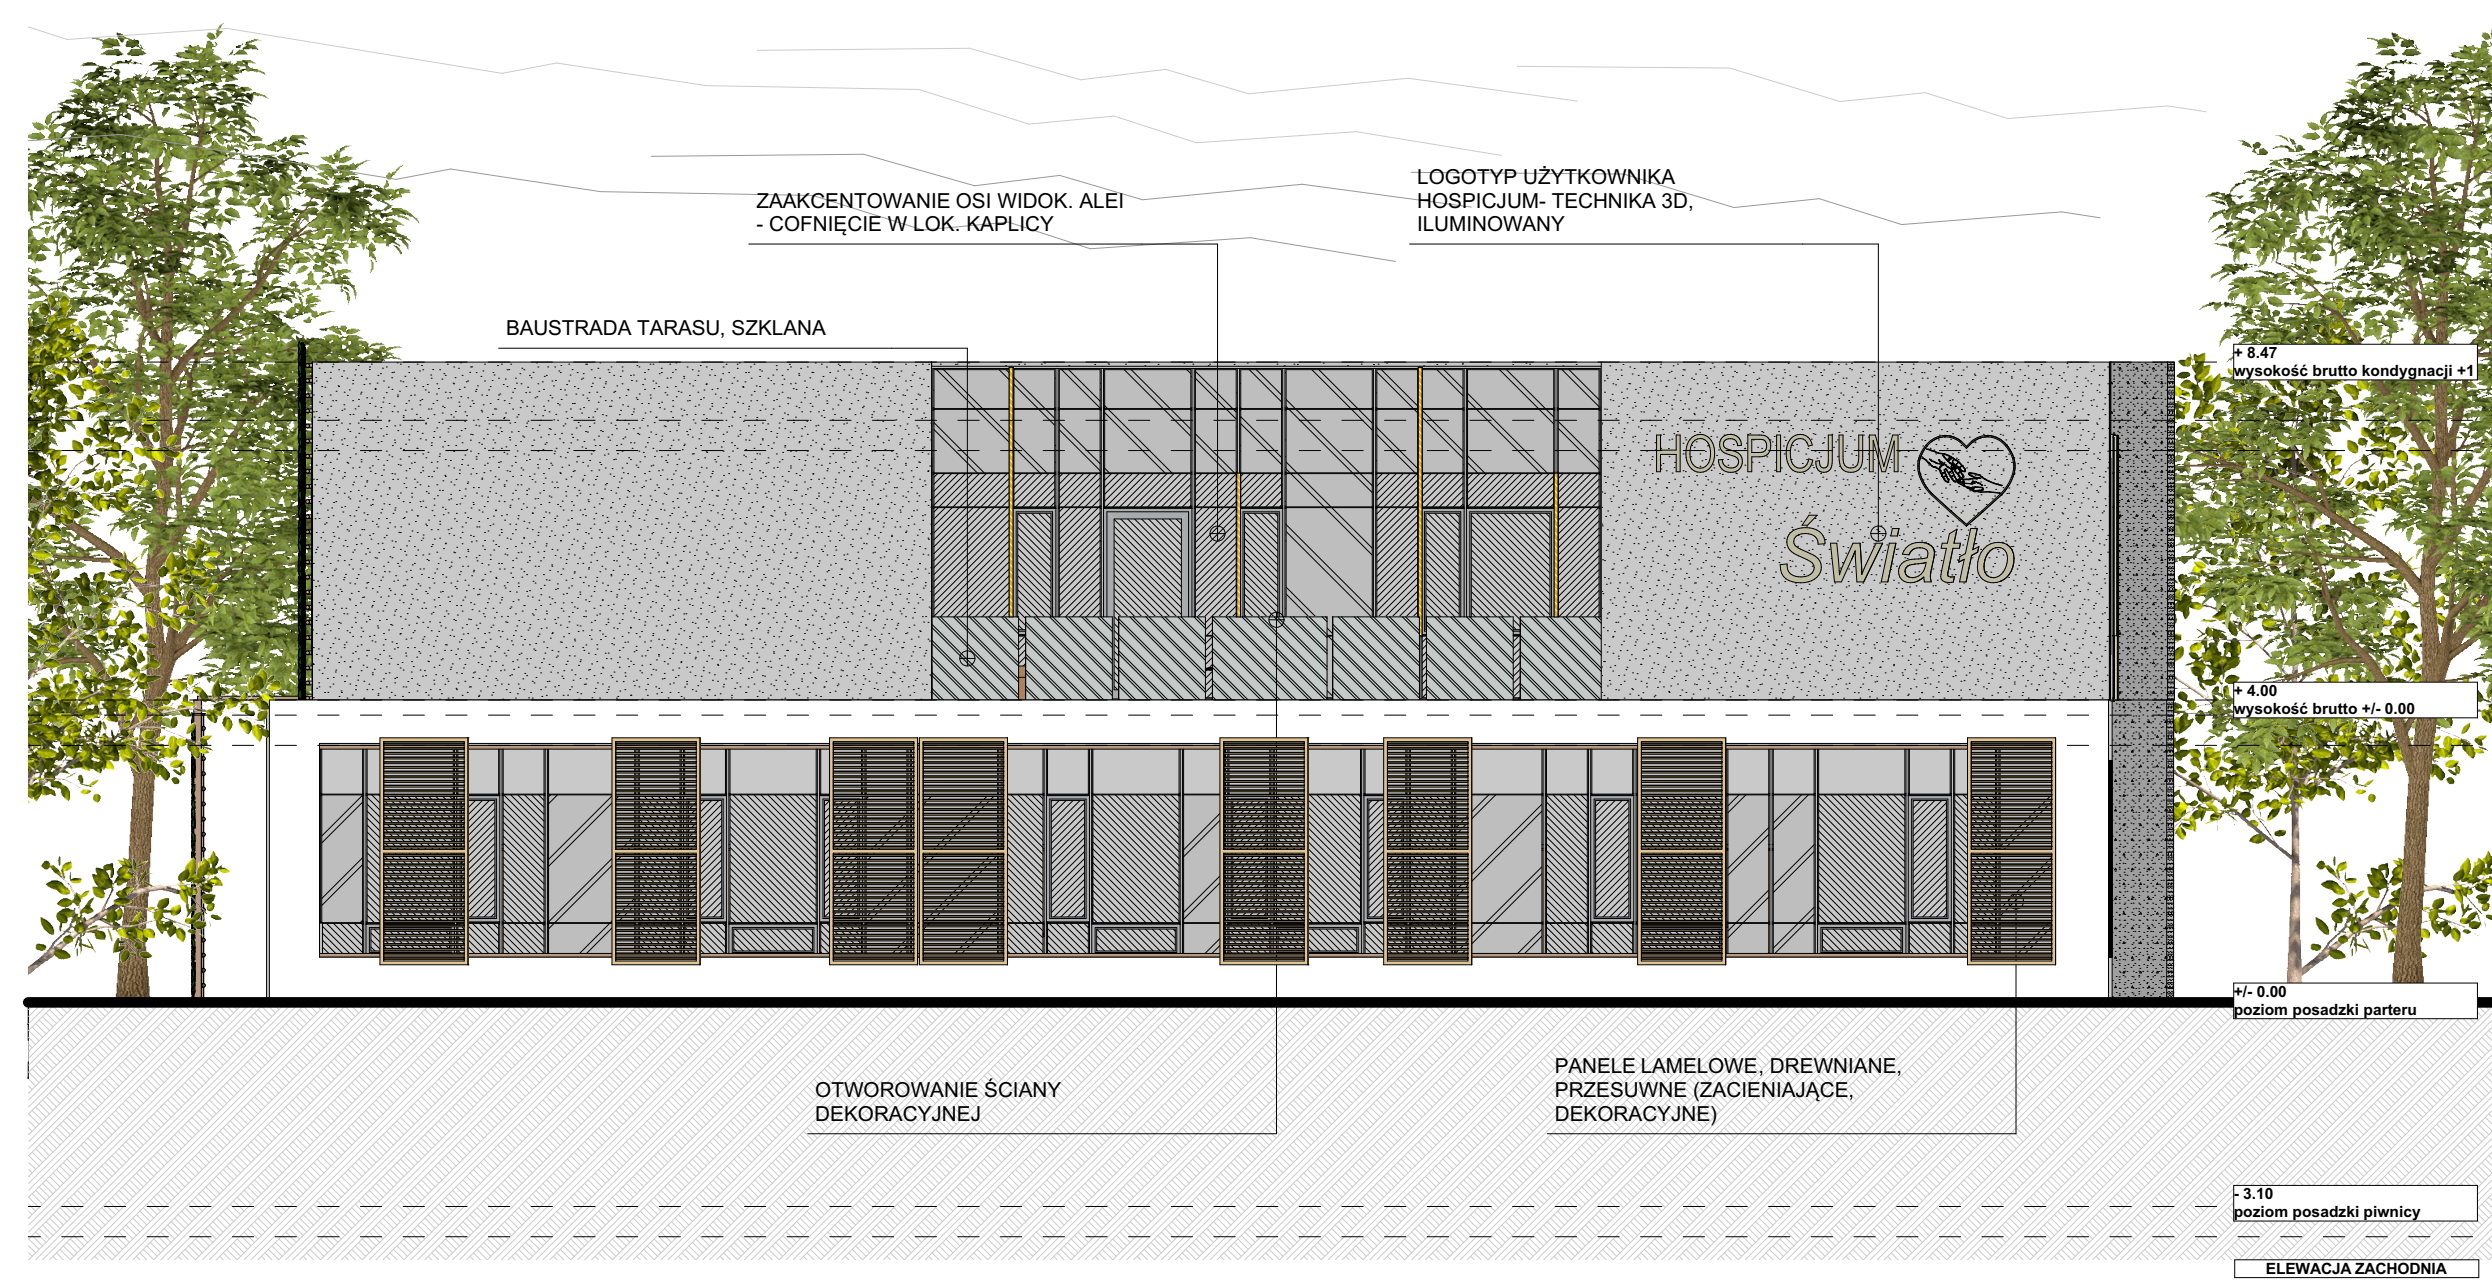 ZAAKCENTOWANIE OSI WIDOK. ALEI
- COFNIĘCIE W LOK. KAPLICY
LOGOTYP UŻYTKOWNIKA
HOSPICJUM- TECHNIKA 3D,
ILUMINOWANY
BAUSTRADA TARASU, SZKLANA
+ 8.47
wysokość brutto kondygnacji +1
HOSPICJUM
Światło
+ 4.00
wysokość brutto +/- 0.00
+/- 0.00
poziom posadzki parteru
OTWOROWANIE ŚCIANY
DEKORACYJNEJ
PANELE LAMELOWE, DREWNIANE,
PRZESUWNE (ZACIENIAJĄCE,
DEKORACYJNE)
- 3.10
poziom posadzki piwnicy
ELEWACJA ZACHODNIA